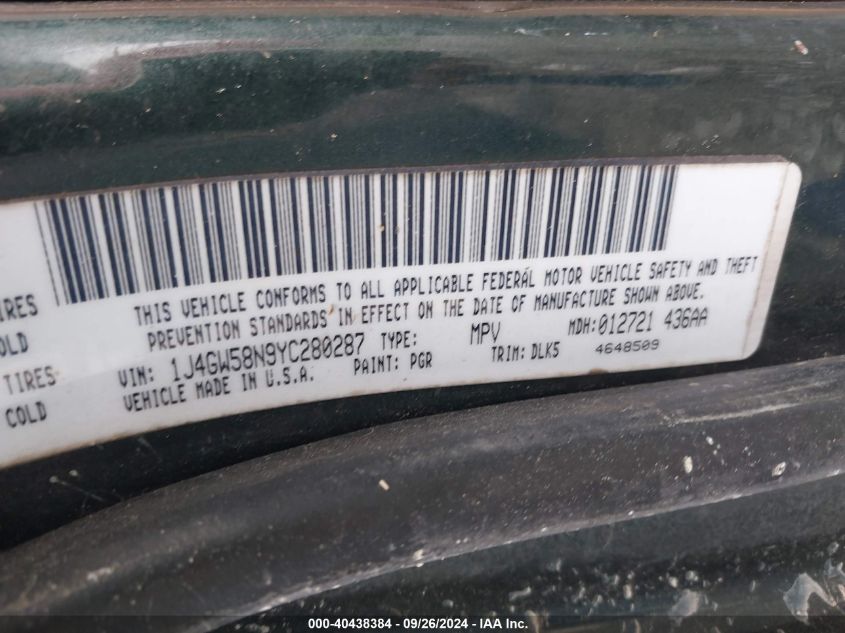 THIS VEHICLE CONFORMS TO ALL APPLICABLE FEDERAL MOTOR VEHICLE SAFETY AND THEFT
PREVENTION STANDARDS IN EFFECT ON THE DATE OF MANUFACTURE SHOWN ABOVE.
VIN: 1J4GW58N9YC280287 TYPE: MPV MDH:012721 436AA
VEHICLE MADE IN U.S.A. PAINT: PGR TRIM: DLK5 4648509
TIRES
COLD
TIRES
COLD
000-40438384 - 09/26/2024 - IAA Inc.